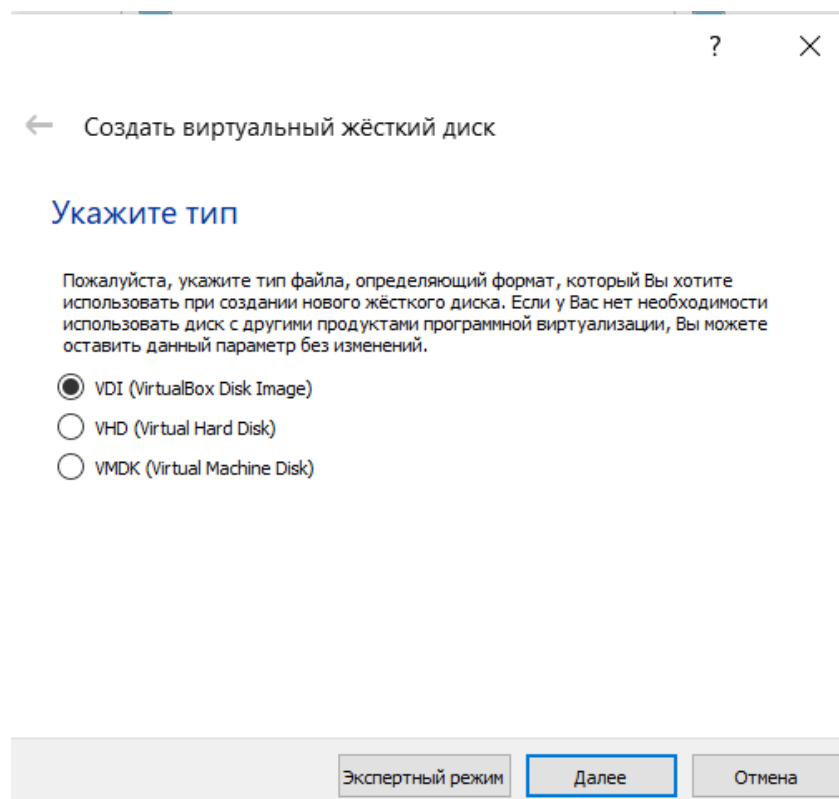 ?
Создать виртуальный жёсткий диск
Укажите тип
Пожалуйста, укажите тип файла, определяющий формат, который Вы хотите
использовать при создании нового жёсткого диска. Если у Вас нет необходимости
использовать диск с другими продуктами программной виртуализации, Вы можете
оставить данный параметр без изменений.
VDI (VirtualBox Disk Image)
VHD (Virtual Hard Disk)
VMDK (Virtual Machine Disk)
Экспертный режим Далее Отмена